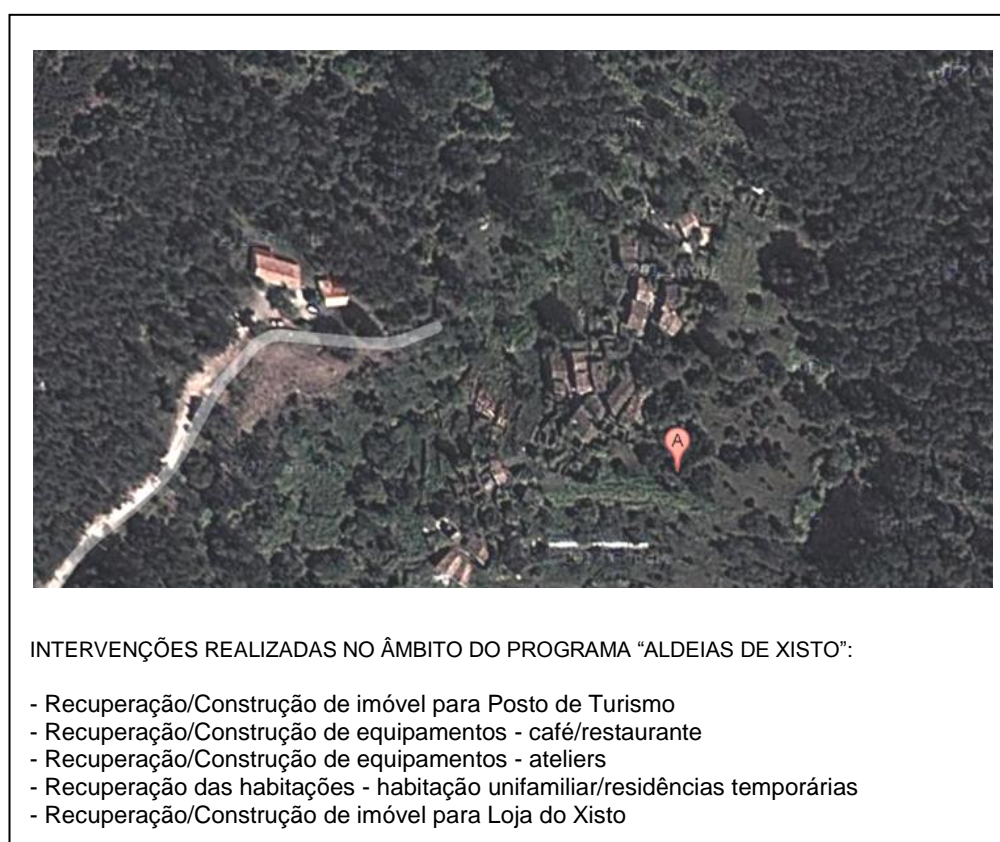 A
INTERVENÇÕES REALIZADAS NO ÂMBITO DO PROGRAMA “ALDEIAS DE XISTO”:
- Recuperação/Construção de imóvel para Posto de Turismo
- Recuperação/Construção de equipamentos - café/restaurante
- Recuperação/Construção de equipamentos - ateliers
- Recuperação das habitações - habitação unifamiliar/residências temporárias
- Recuperação/Construção de imóvel para Loja do Xisto